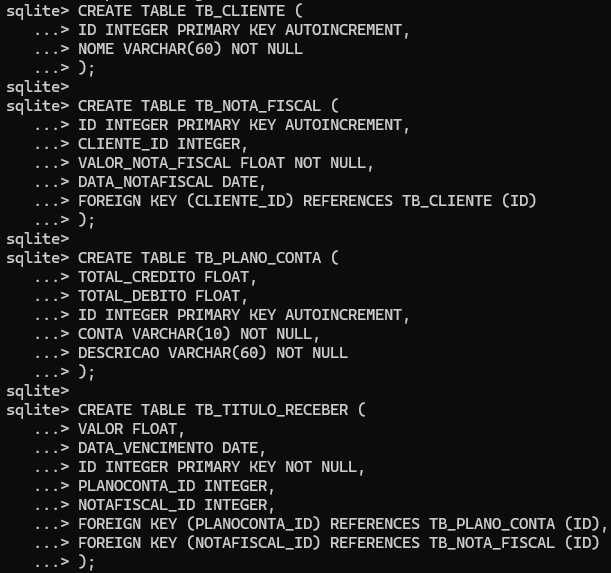 sqlite> CREATE TABLE TB_CLIENTE (
...> ID INTEGER PRIMARY KEY AUTOINCREMENT,
...> NOME VARCHAR(60) NOT NULL
...> );
sqlite>
sqlite> CREATE TABLE TB_NOTA_FISCAL (
...> ID INTEGER PRIMARY KEY AUTOINCREMENT,
...> CLIENTE_ID INTEGER,
...> VALOR_NOTA_FISCAL FLOAT NOT NULL,
...> DATA_NOTAFISCAL DATE,
...> FOREIGN KEY (CLIENTE_ID) REFERENCES TB_CLIENTE (ID)
...> );
sqlite>
sqlite> CREATE TABLE TB_PLANO_CONTA (
...> TOTAL_CREDITO FLOAT,
...> TOTAL_DEBITO FLOAT,
...> ID INTEGER PRIMARY KEY AUTOINCREMENT,
...> CONTA VARCHAR(10) NOT NULL,
...> DESCRICAO VARCHAR(60) NOT NULL
...> );
sqlite>
sqlite> CREATE TABLE TB_TITULO_RECEBER (
...> VALOR FLOAT,
...> DATA_VENCIMENTO DATE,
...> ID INTEGER PRIMARY KEY NOT NULL,
...> PLANOCONTA_ID INTEGER,
...> NOTAFISCAL_ID INTEGER,
...> FOREIGN KEY (PLANOCONTA_ID) REFERENCES TB_PLANO_CONTA (ID),
...> FOREIGN KEY (NOTAFISCAL_ID) REFERENCES TB_NOTA_FISCAL (ID)
...> );